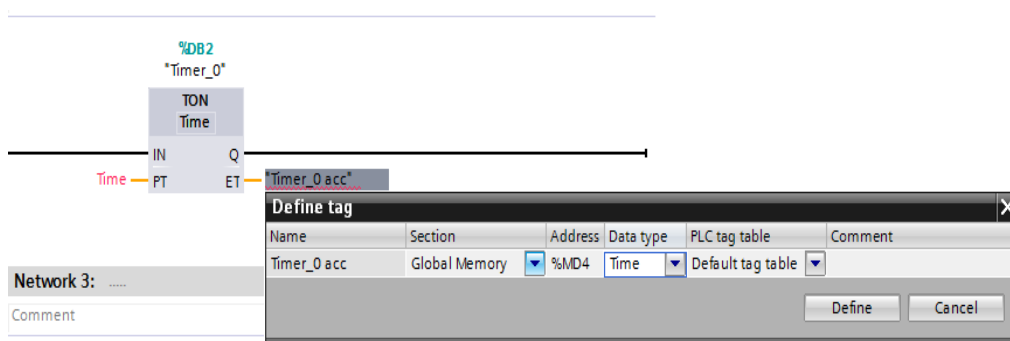 %DB2
"Timer_0"
TON
Time
IN Q
Time PT ET "Timer_0 acc"
Define tag X
Name Section Address Data type PLC tag table Comment
Timer_0 acc Global Memory %MD4 Time Default tag table
Network 3: .....
Define Cancel
Comment